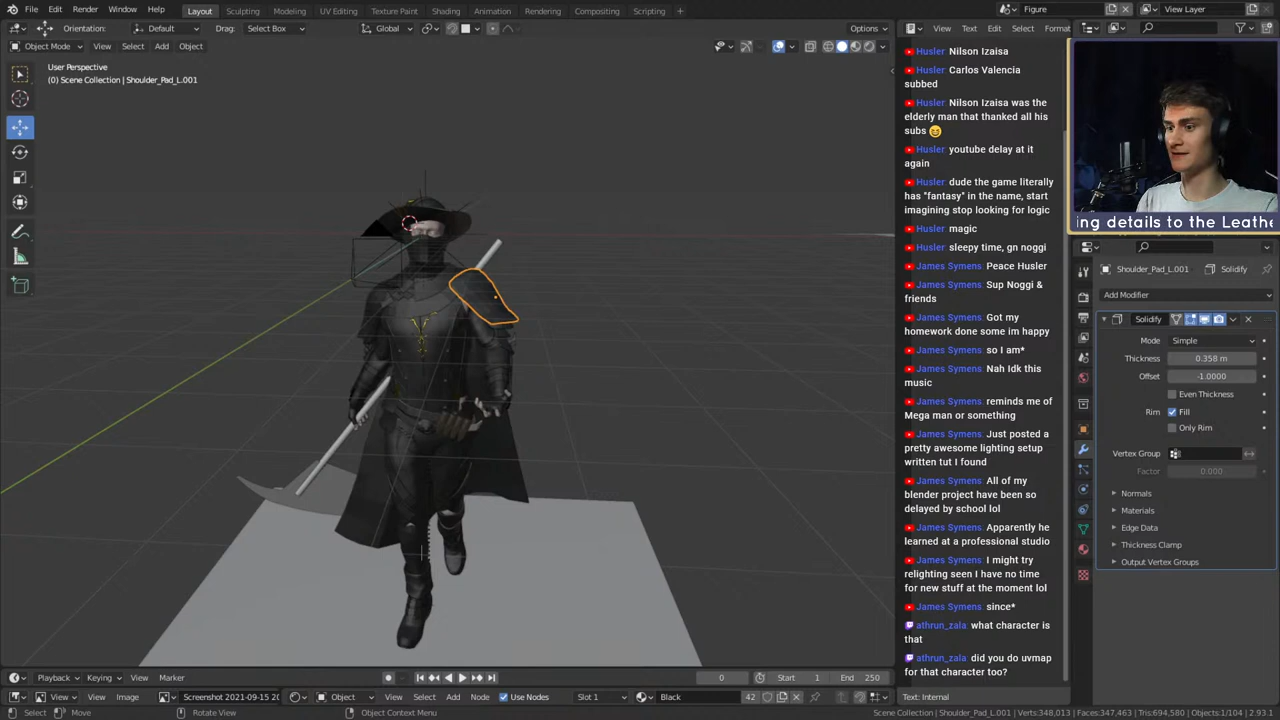 File Edit Render Window Help Layout Sculpting Modeling UV Editing Texture Paint Shading Animation Rendering Compositing Scripting Figure View Layer
Orientation: Default Drag: Select Box Global Options View Text Edit Select Format
Object Mode View Select Add Object
User Perspective
(0) Scene Collection | Shoulder_Pad_L.001
Husler: Nilson Izaisa
Husler: Carlos Valencia
subbed
Husler: Nilson Izaisa was the
elderly man that thanked all his
subs 😆
Husler: youtube delay at it
again
Husler: dude the game literally
has "fantasy" in the name, start
imagining stop looking for logic
Husler: magic
Husler: sleepy time, gn noggi
James Symens: Peace Husler
James Symens: Sup Noggi &
friends
James Symens: Got my
homework done some im happy
James Symens: so I am*
James Symens: Nah Idk this
music
James Symens: reminds me of
Mega man or something
James Symens: Just posted a
pretty awesome lighting setup
written tut I found
James Symens: All of my
blender project have been so
delayed by school lol
James Symens: Apparently he
learned at a professional studio
James Symens: I might try
relighting seen I have no time
for new stuff at the moment lol
James Symens: since*
athrun_zala: what character is
that
athrun_zala: did you do uvmap
for that character too?
Text: Internal
ing details to the Leathe
Shoulder_Pad_L.001 Solidify
Add Modifier
Solidify
Mode Simple
Thickness 0.358 m
Offset -1.0000
Even Thickness
Rim Fill
Only Rim
Vertex Group
Factor 0.000
Normals
Materials
Edge Data
Thickness Clamp
Output Vertex Groups
Playback Keying View Marker 0 Start 1 End 250
View Image Screenshot 2021-09-15 20 Object View Select Add Node Use Nodes Slot 1 Black 42
Select Move Rotate View Object Context Menu Scene Collection | Shoulder_Pad_L.001 | Verts:348,013 | Faces:347,463 | Tris:694,580 | Objects:1/104 | 2.93.1